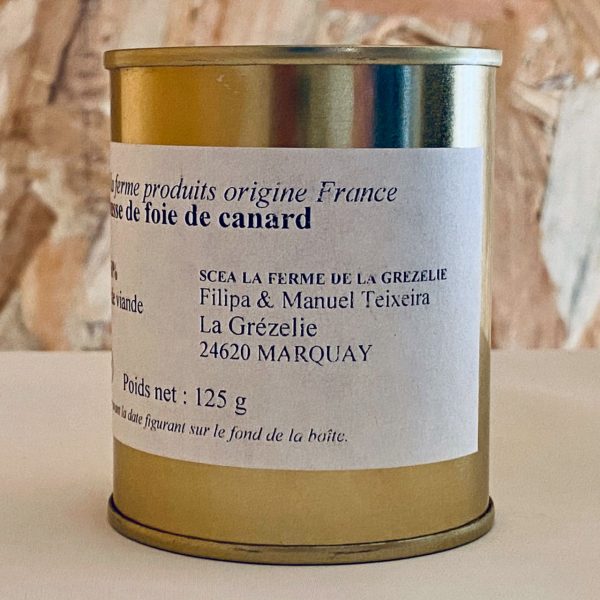 ferme produits origine France
de foie de canard
viande
SCEA LA FERME DE LA GREZELIE
Filipa & Manuel Teixeira
La Grézelie
24620 MARQUAY
Poids net : 125 g
la date figurant sur le fond de la boîte.